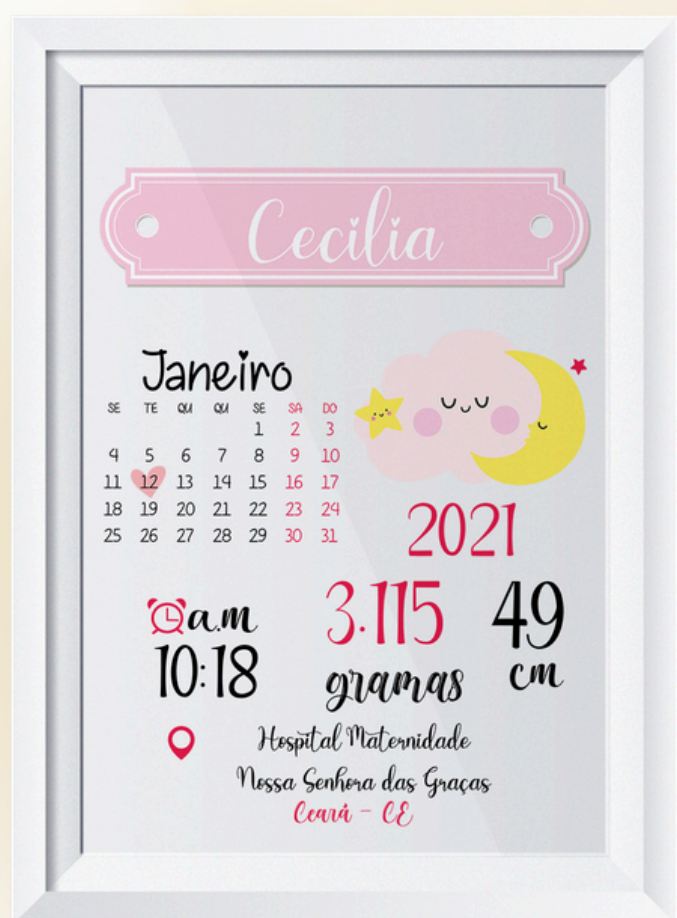 Cecilia
Janeiro
SE TE QU QU SE SA DO
1 2 3
4 5 6 7 8 9 10
11 12 13 14 15 16 17
18 19 20 21 22 23 24
25 26 27 28 29 30 31
2021
a.m
10:18
3.115
gramas
49
cm
Hospital Maternidade
Nossa Senhora das Graças
Ceará - CE